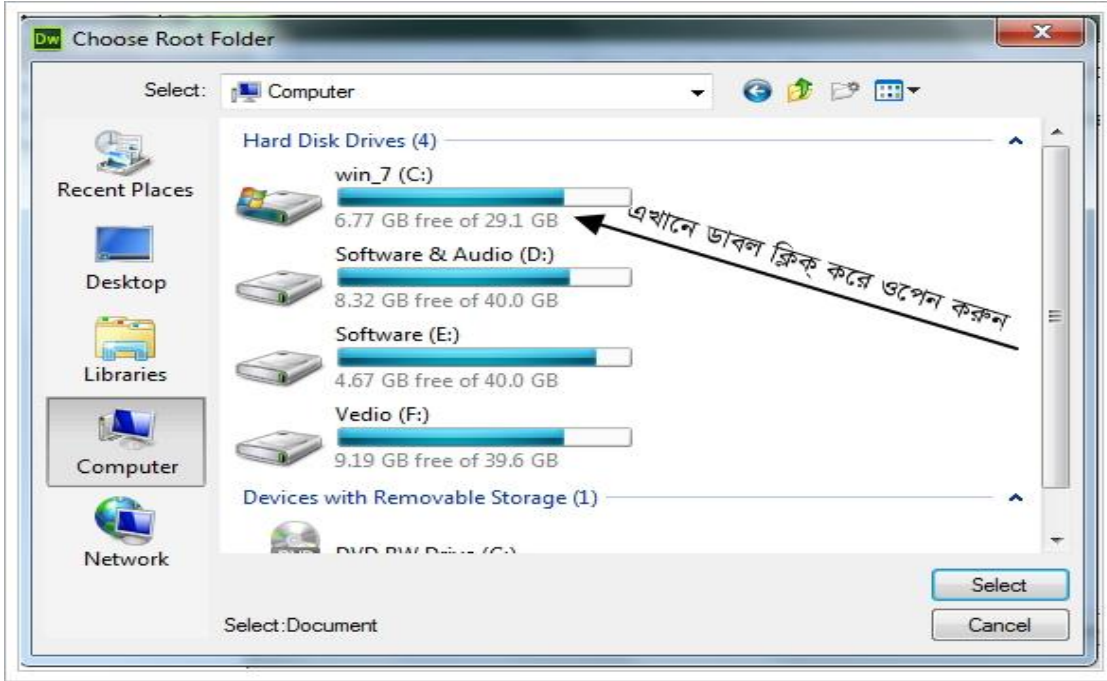 Dw Choose Root Folder
Select: Computer
Recent Places
Desktop
Libraries
Computer
Network
Hard Disk Drives (4)
win_7 (C:)
6.77 GB free of 29.1 GB
এখানে ডাবল ক্লিক্ করে ওপেন করুন
Software & Audio (D:)
8.32 GB free of 40.0 GB
Software (E:)
4.67 GB free of 40.0 GB
Vedio (F:)
9.19 GB free of 39.6 GB
Devices with Removable Storage (1)
DVD RW Drive (G:)
Select
Select:Document
Cancel